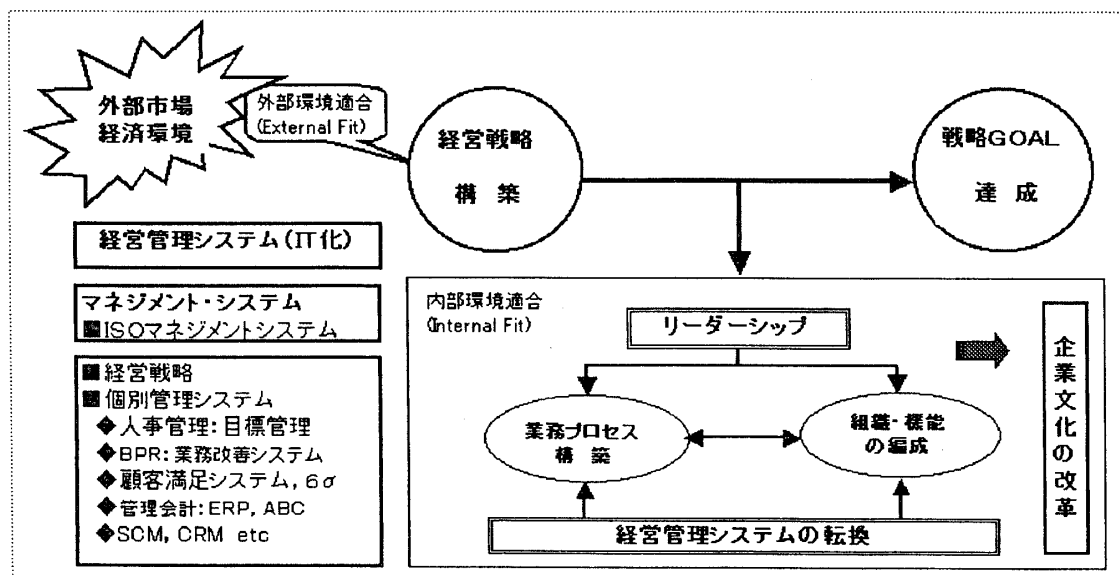 外部市場
経済環境
外部環境適合
(External Fit)
経営戦略
構 築
戦略GOAL
達 成
経営管理システム(IT化)
マネジメント・システム
■ISOマネジメントシステム
■経営戦略
■個別管理システム
◆人事管理:目標管理
◆BPR:業務改善システム
◆顧客満足システム, 6σ
◆管理会計:ERP, ABC
◆SCM, CRM etc
内部環境適合
(Internal Fit)
リーダーシップ
業務プロセス
構 築
組織・機能
の編成
経営管理システムの転換
企業文化の改革